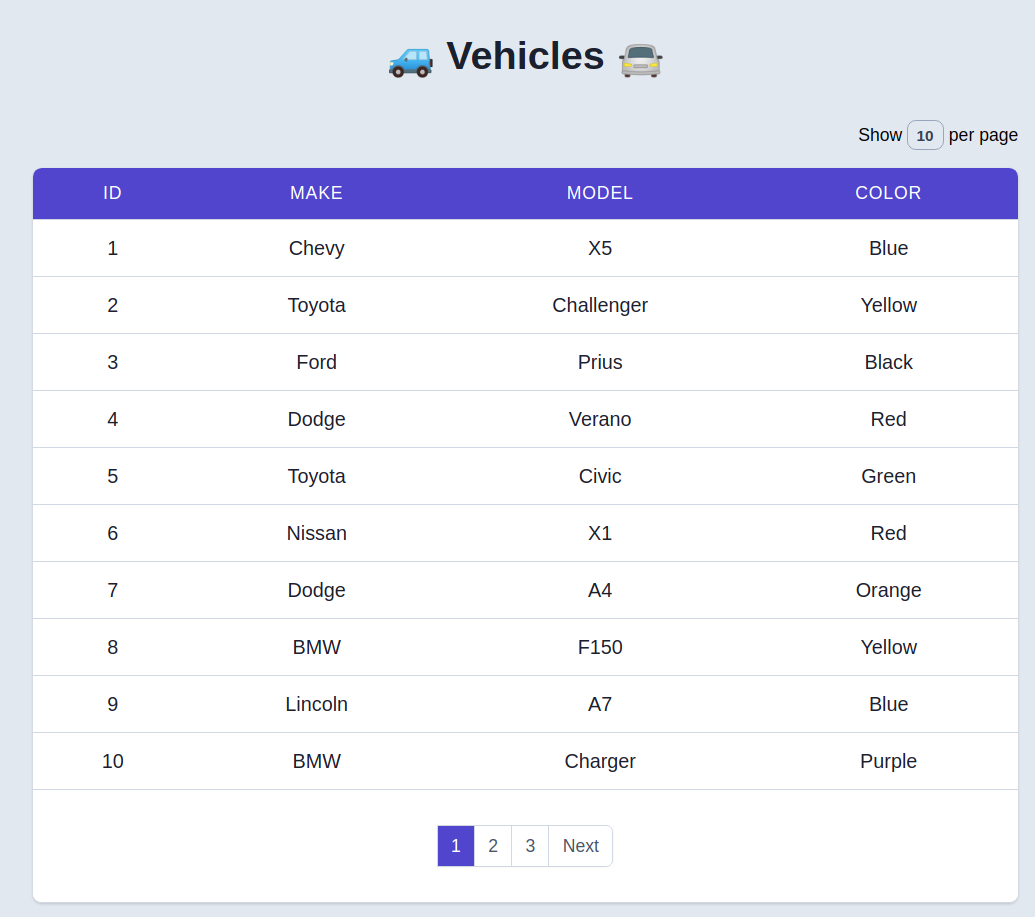 🚙 Vehicles 🚘
Show 10 per page
ID MAKE MODEL COLOR
1 Chevy X5 Blue
2 Toyota Challenger Yellow
3 Ford Prius Black
4 Dodge Verano Red
5 Toyota Civic Green
6 Nissan X1 Red
7 Dodge A4 Orange
8 BMW F150 Yellow
9 Lincoln A7 Blue
10 BMW Charger Purple
1 2 3 Next